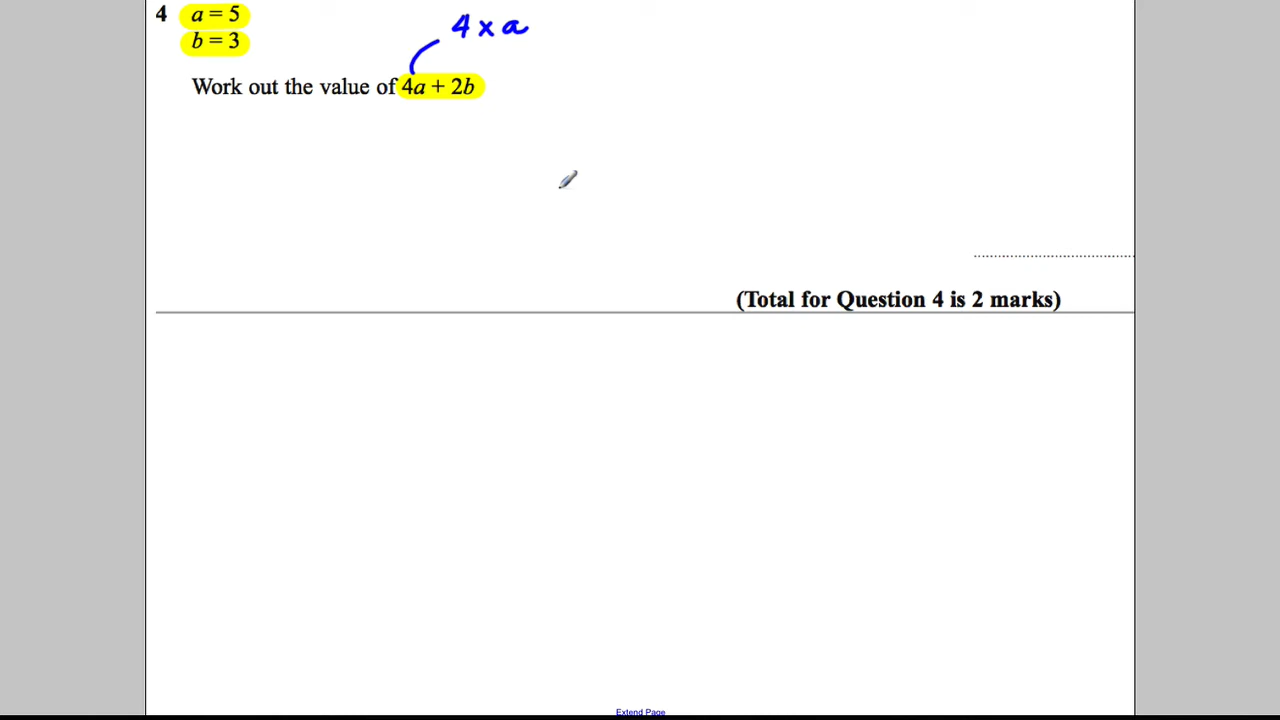 4 a = 5
4 × a
b = 3
Work out the value of 4a + 2b
(Total for Question 4 is 2 marks)
Extend Page